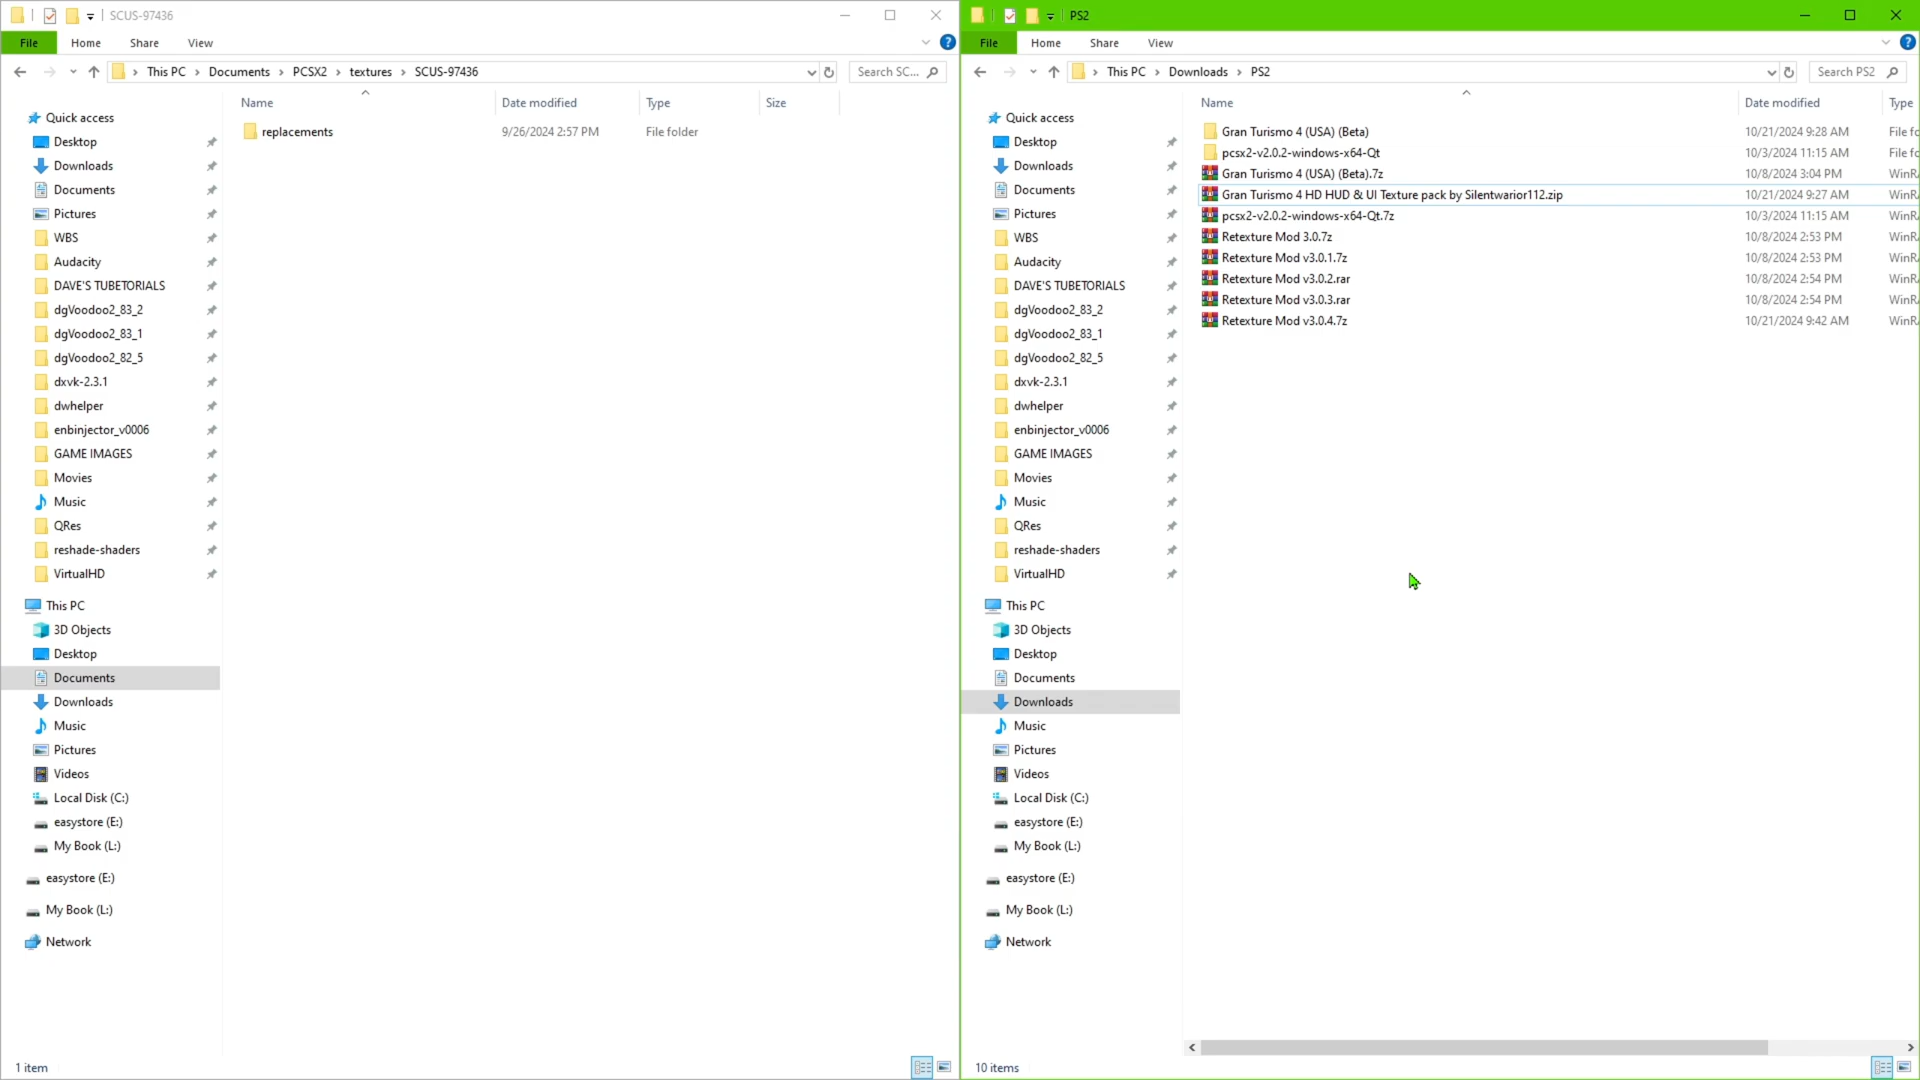 SCUS-97436
File Home Share View
This PC Documents PCSX2 textures SCUS-97436
Search SC...
Name Date modified Type Size
replacements 9/26/2024 2:57 PM File folder
Quick access
Desktop
Downloads
Documents
Pictures
WBS
Audacity
DAVE'S TUBETORIALS
dgVoodoo2_83_2
dgVoodoo2_83_1
dgVoodoo2_82_5
dxvk-2.3.1
dwhelper
enbinjector_v0006
GAME IMAGES
Movies
Music
QRes
reshade-shaders
VirtualHD
This PC
3D Objects
Desktop
Documents
Downloads
Music
Pictures
Videos
Local Disk (C:)
easystore (E:)
My Book (L:)
easystore (E:)
My Book (L:)
Network
1 item
PS2
File Home Share View
This PC Downloads PS2
Search PS2
Name Date modified Type
Gran Turismo 4 (USA) (Beta) 10/21/2024 9:28 AM File fo
pcsx2-v2.0.2-windows-x64-Qt 10/3/2024 11:15 AM File fo
Gran Turismo 4 (USA) (Beta).7z 10/8/2024 3:04 PM WinRA
Gran Turismo 4 HD HUD & UI Texture pack by Silentwarior112.zip 10/21/2024 9:27 AM WinRA
pcsx2-v2.0.2-windows-x64-Qt.7z 10/3/2024 11:15 AM WinRA
Retexture Mod 3.0.7z 10/8/2024 2:53 PM WinRA
Retexture Mod v3.0.1.7z 10/8/2024 2:53 PM WinRA
Retexture Mod v3.0.2.rar 10/8/2024 2:54 PM WinRA
Retexture Mod v3.0.3.rar 10/8/2024 2:54 PM WinRA
Retexture Mod v3.0.4.7z 10/21/2024 9:42 AM WinRA
Quick access
Desktop
Downloads
Documents
Pictures
WBS
Audacity
DAVE'S TUBETORIALS
dgVoodoo2_83_2
dgVoodoo2_83_1
dgVoodoo2_82_5
dxvk-2.3.1
dwhelper
enbinjector_v0006
GAME IMAGES
Movies
Music
QRes
reshade-shaders
VirtualHD
This PC
3D Objects
Desktop
Documents
Downloads
Music
Pictures
Videos
Local Disk (C:)
easystore (E:)
My Book (L:)
easystore (E:)
My Book (L:)
Network
10 items